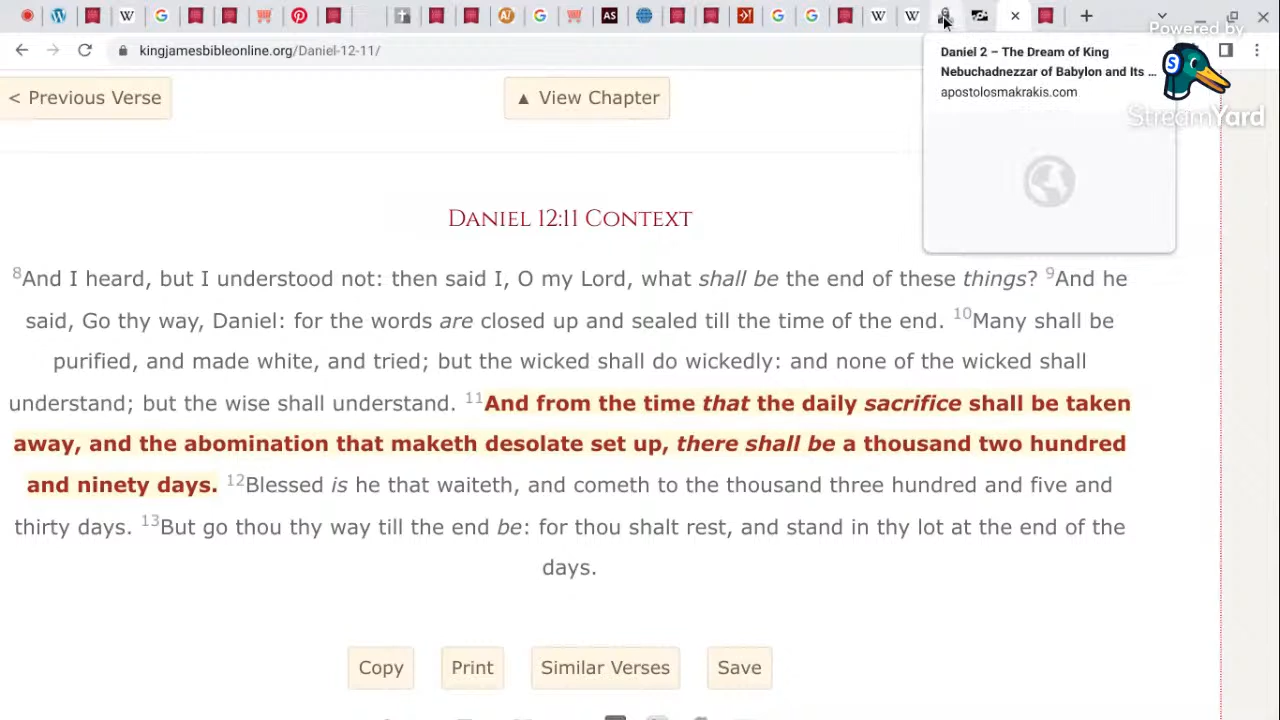 kingjamesbibleonline.org/Daniel-12-11/
Powered by
StreamYard
Daniel 2 – The Dream of King
Nebuchadnezzar of Babylon and Its ...
apostolosmakrakis.com
< Previous Verse
▲ View Chapter
DANIEL 12:11 CONTEXT
8And I heard, but I understood not: then said I, O my Lord, what shall be the end of these things? 9And he
said, Go thy way, Daniel: for the words are closed up and sealed till the time of the end. 10Many shall be
purified, and made white, and tried; but the wicked shall do wickedly: and none of the wicked shall
understand; but the wise shall understand. 11And from the time that the daily sacrifice shall be taken
away, and the abomination that maketh desolate set up, there shall be a thousand two hundred
and ninety days. 12Blessed is he that waiteth, and cometh to the thousand three hundred and five and
thirty days. 13But go thou thy way till the end be: for thou shalt rest, and stand in thy lot at the end of the
days.
Copy
Print
Similar Verses
Save